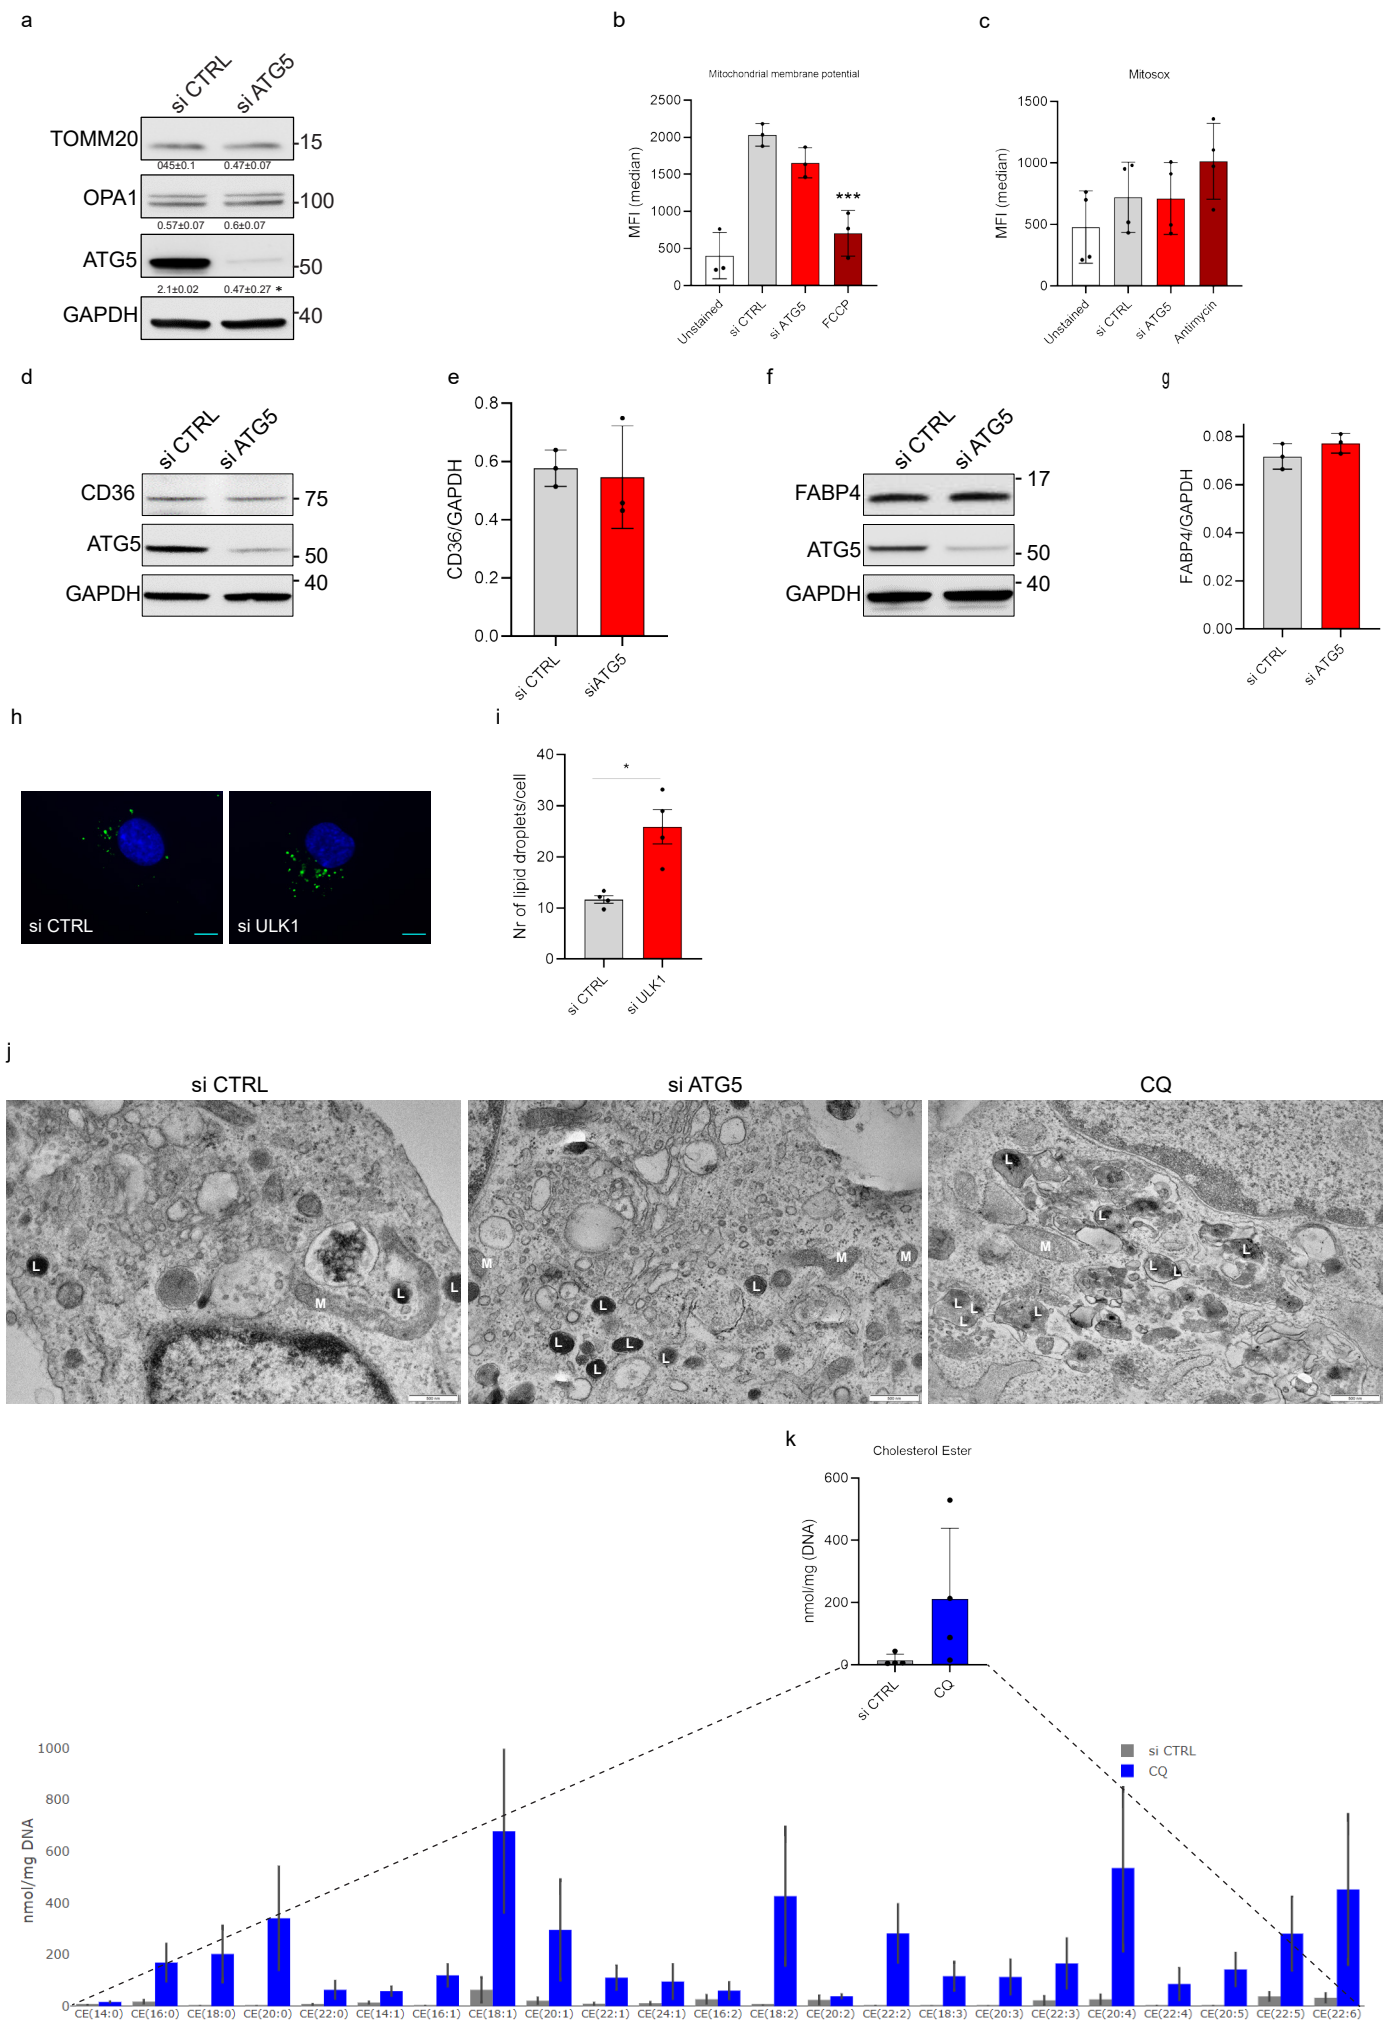 a
si CTRL
si ATG5
TOMM20
15
045±0.1
0.47±0.07
OPA1
100
0.57±0.07
0.6±0.07
ATG5
50
2.1±0.02
0.47±0.27 *
GAPDH
40
b
Mitochondrial membrane potential
MFI (median)
2500
2000
1500
1000
500
0
***
Unstained
si CTRL
si ATG5
FCCP
c
Mitosox
MFI (median)
1500
1000
500
0
Unstained
si CTRL
si ATG5
Antimycin
d
si CTRL
si ATG5
CD36
75
ATG5
50
GAPDH
40
e
CD36/GAPDH
0.8
0.6
0.4
0.2
0.0
si CTRL
siATG5
f
si CTRL
si ATG5
FABP4
17
ATG5
50
GAPDH
40
g
FABP4/GAPDH
0.08
0.06
0.04
0.02
0.00
si CTRL
si ATG5
h
si CTRL
si ULK1
i
Nr of lipid droplets/cell
40
30
20
10
0
*
si CTRL
si ULK1
j
si CTRL
L
M
L
L
si ATG5
M
M
M
L
L
L
L
L
L
CQ
L
L
M
L
L
L
L
L
L
L
k
Cholesterol Ester
nmol/mg (DNA)
600
400
200
0
si CTRL
CQ
si CTRL
CQ
nmol/mg DNA
1000
800
600
400
200
0
CE(14:0) CE(16:0) CE(18:0) CE(20:0) CE(22:0) CE(14:1) CE(16:1) CE(18:1) CE(20:1) CE(22:1) CE(24:1) CE(16:2) CE(18:2) CE(20:2) CE(22:2) CE(18:3) CE(20:3) CE(22:3) CE(20:4) CE(22:4) CE(20:5) CE(22:5) CE(22:6)